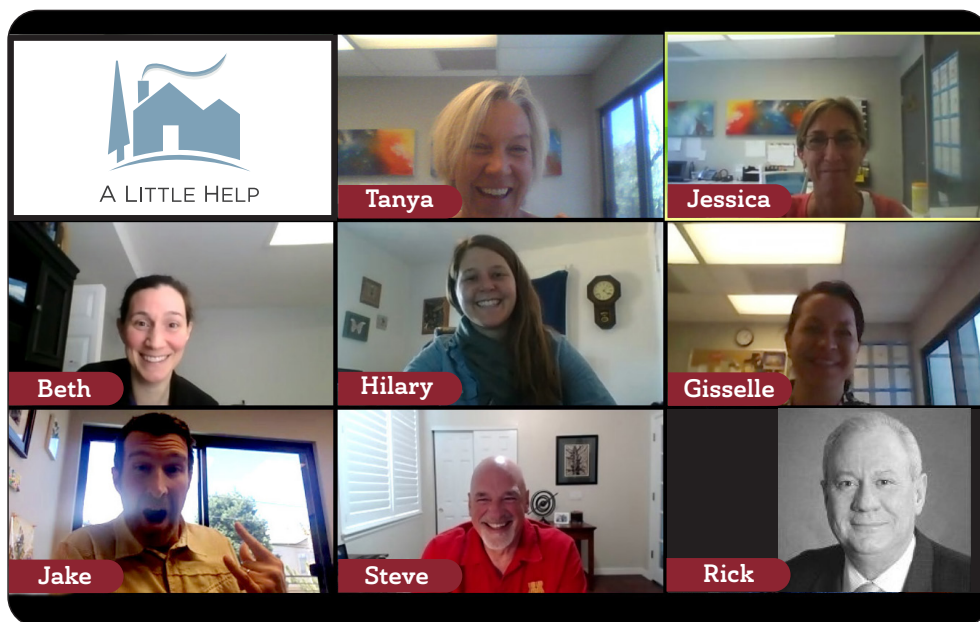 A LITTLE HELP
Tanya
Jessica
Beth
Hilary
Gisselle
Jake
Steve
Rick